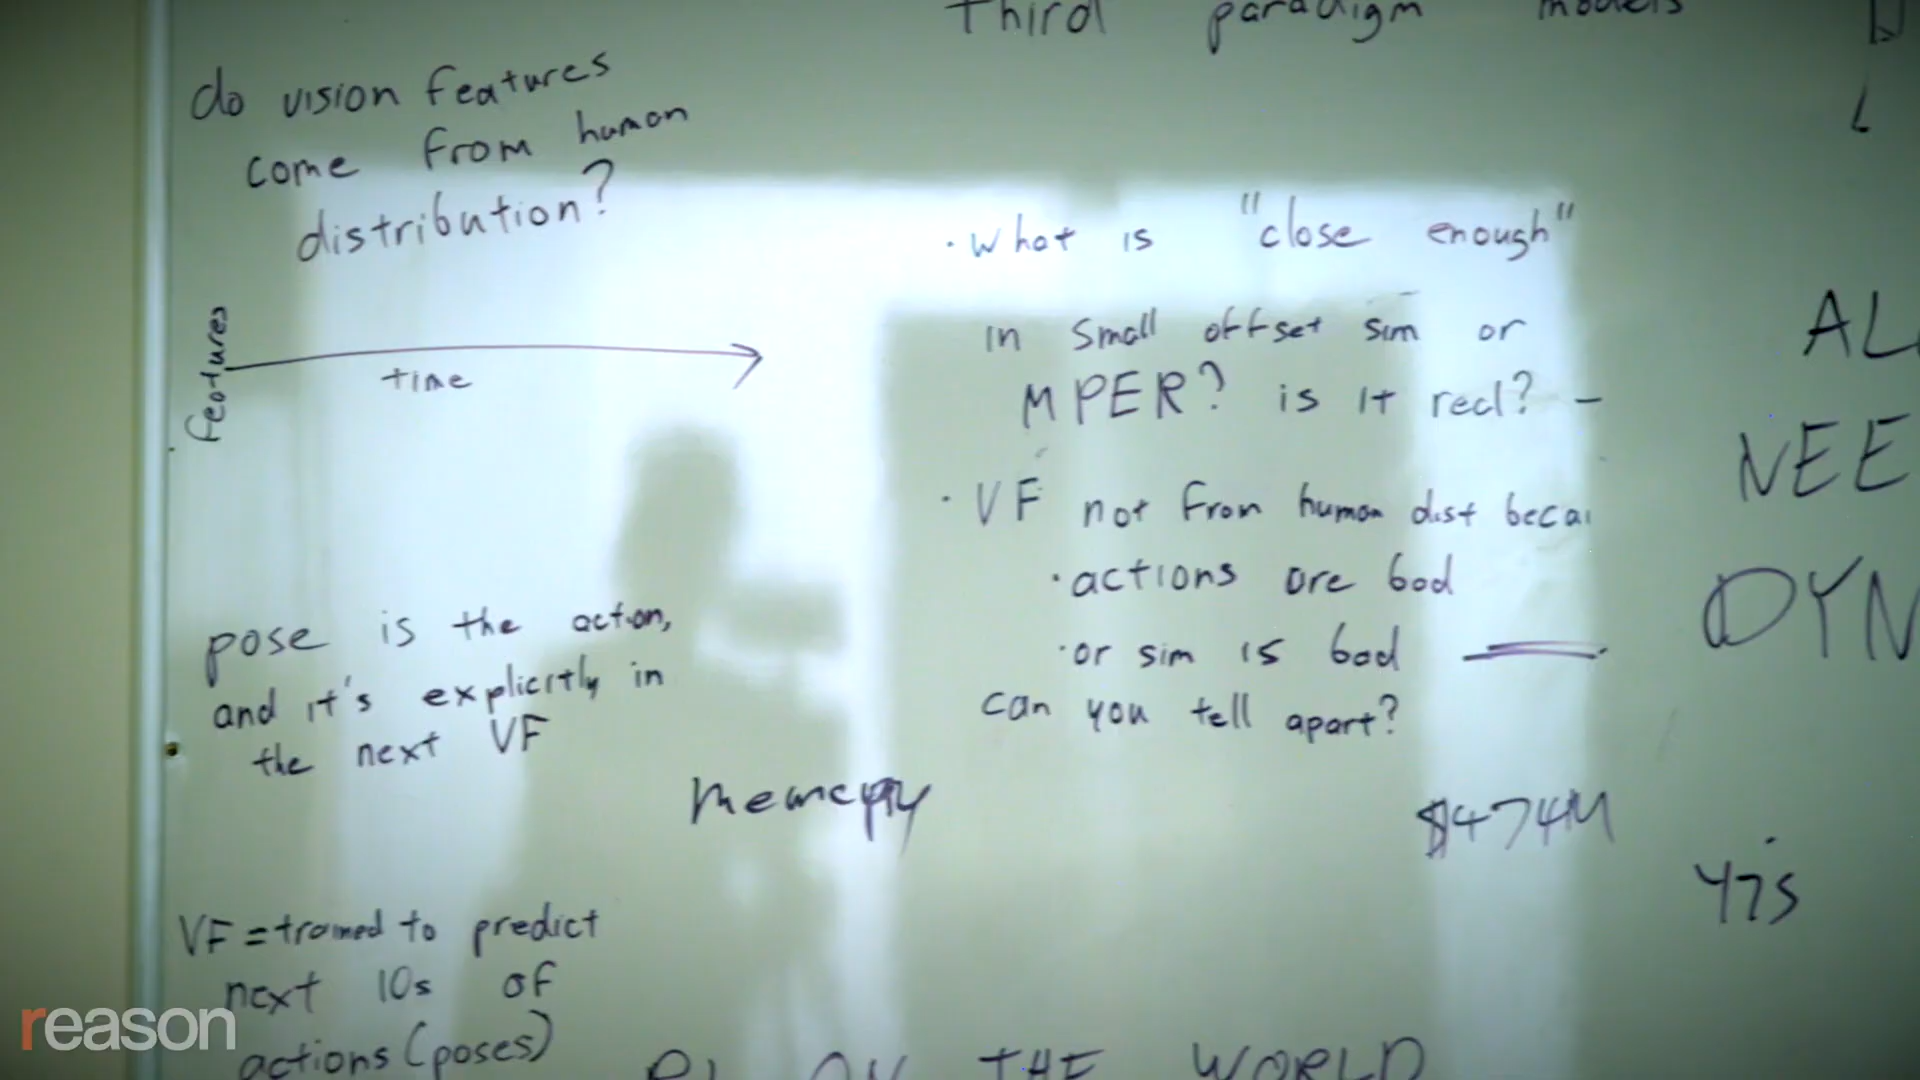 Third paradigm models
do vision features
come from human
distribution?
features
time
pose is the action,
and it's explicitly in
the next VF
VF = trained to predict
next 10s of
actions (poses)
· what is "close enough"
in small offset sim or
MPER? is it real? -
· VF not from human dist becau
· actions are bad
· or sim is bad
can you tell apart?
$474M
AL
NEE
DYN
THE WORLD
reason